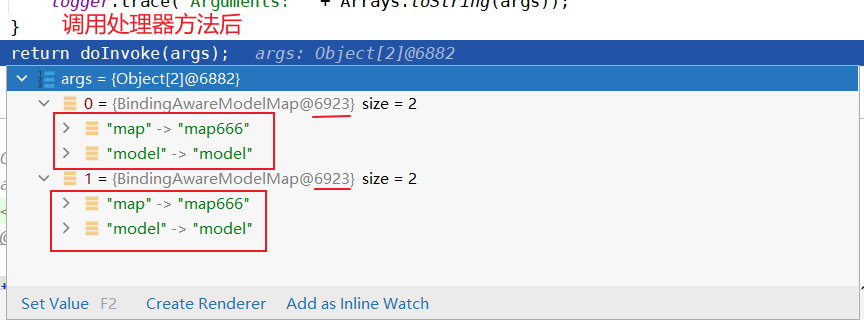 logger.trace( Arguments: + Arrays.toString(args));
} 调用处理器方法后
return doInvoke(args); args: Object[2]@6882
args = {Object[2]@6882}
0 = {BindingAwareModelMap@6923} size = 2
"map" -> "map666"
"model" -> "model"
1 = {BindingAwareModelMap@6923} size = 2
"map" -> "map666"
"model" -> "model"
Set Value F2 Create Renderer Add as Inline Watch